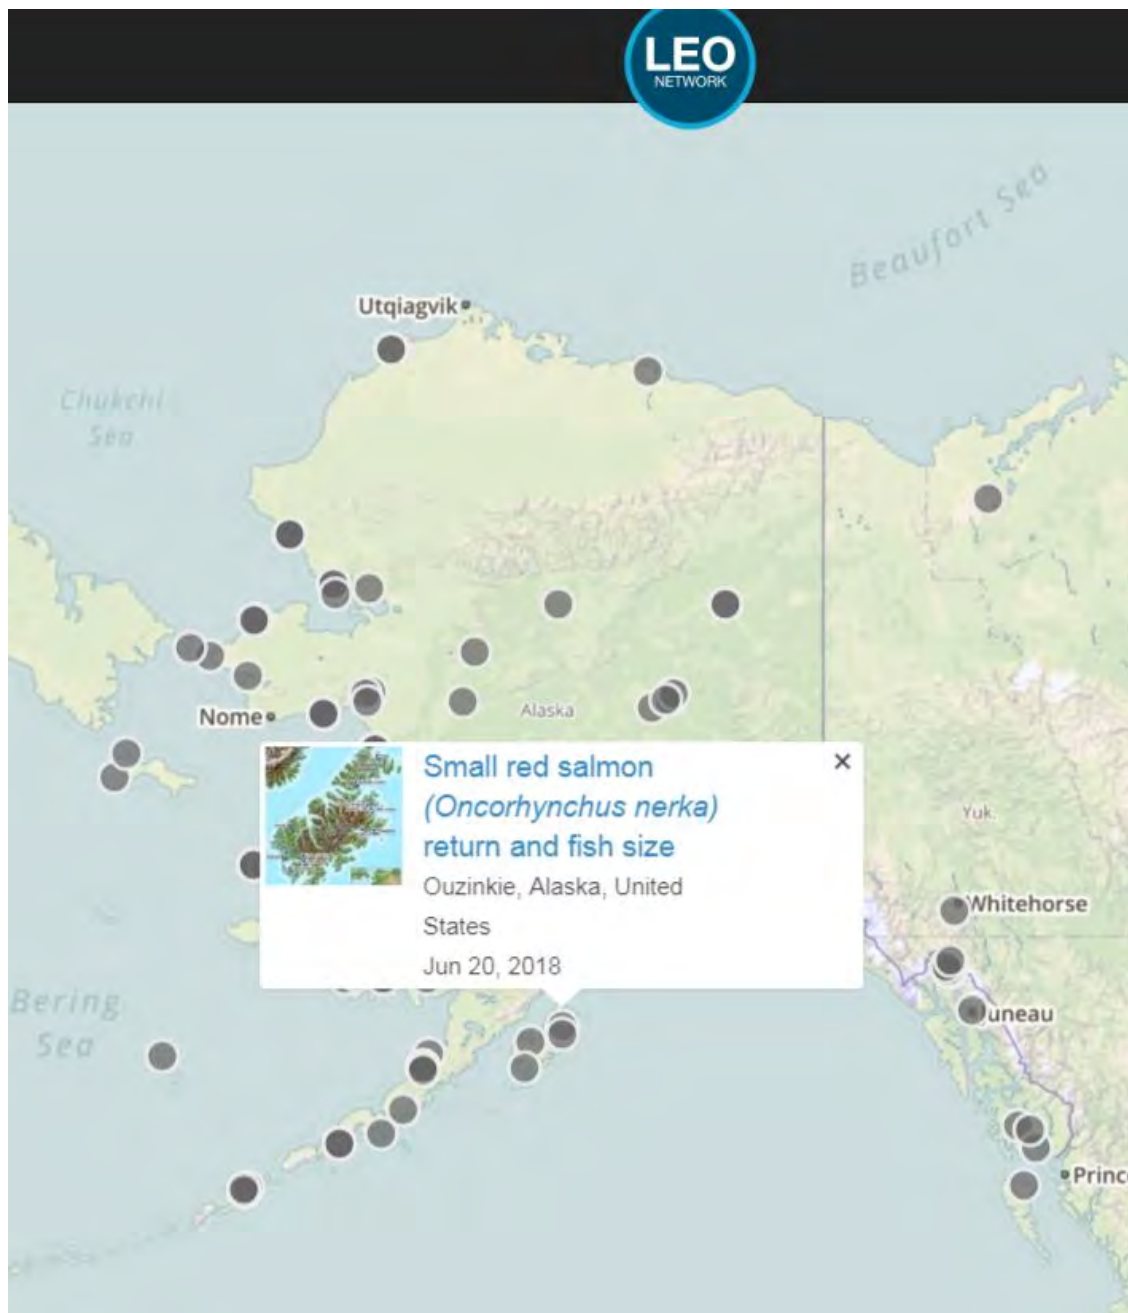 LEO
NETWORK
Beaufort Sea
Utqiagvik
Chukchi
Sea
Alaska
Nome
Small red salmon
(Oncorhynchus nerka)
return and fish size
Ouzinkie, Alaska, United
States
Jun 20, 2018
Yuk.
Whitehorse
Bering
Sea
Juneau
Princ